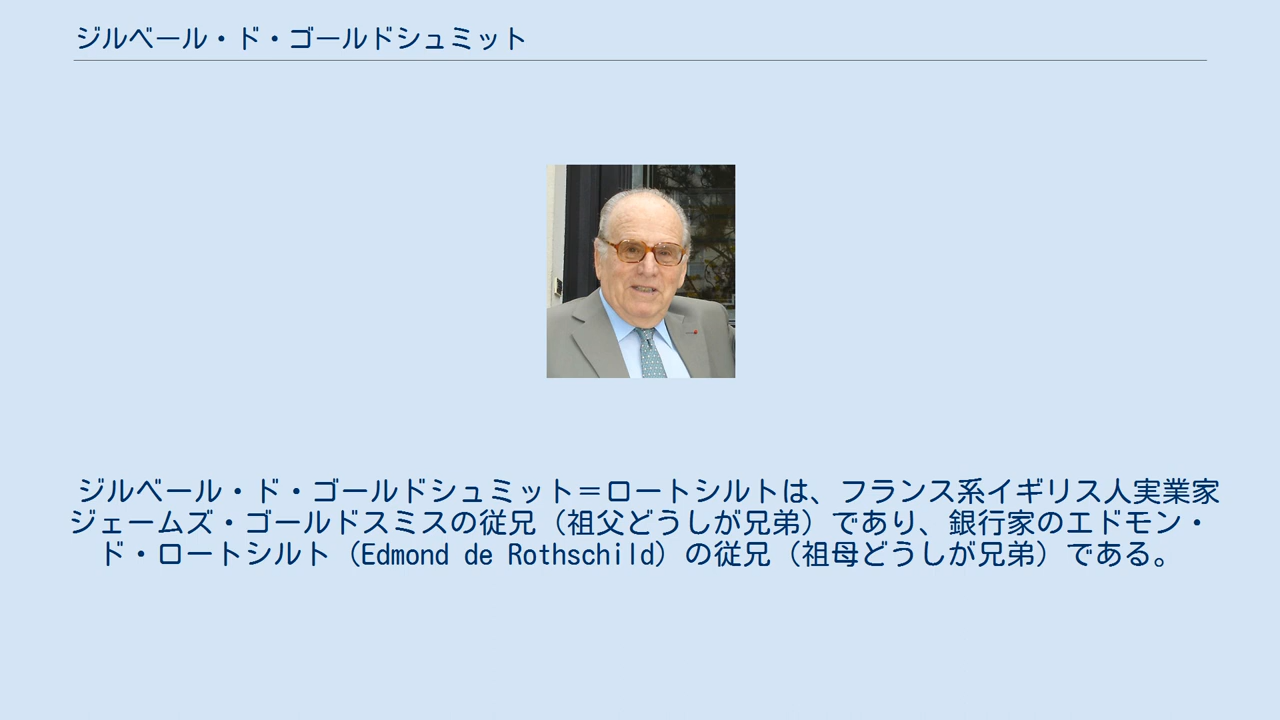 ジルベール・ド・ゴールドシュミット
ジルベール・ド・ゴールドシュミット＝ロートシルトは、フランス系イギリス人実業家
ジェームズ・ゴールドスミスの従兄（祖父どうしが兄弟）であり、銀行家のエドモン・
ド・ロートシルト（Edmond de Rothschild）の従兄（祖母どうしが兄弟）である。